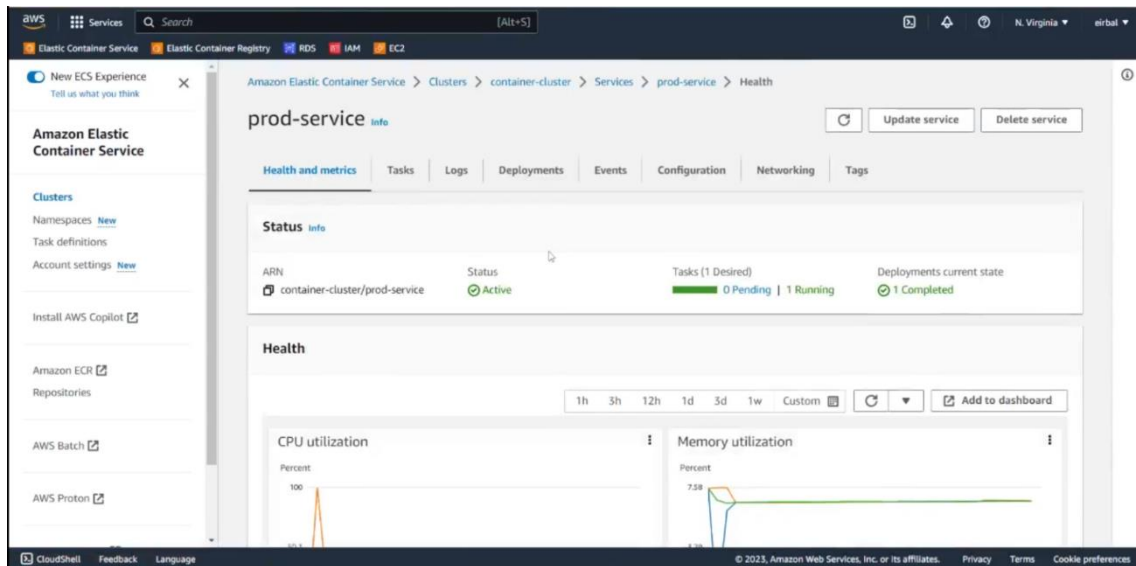 aws Services Search [Alt+S] N. Virginia ▼ eirbal ▼
Elastic Container Service Elastic Container Registry RDS IAM EC2
New ECS Experience
Tell us what you think
Amazon Elastic
Container Service
Clusters
Namespaces New
Task definitions
Account settings New
Install AWS Copilot
Amazon ECR
Repositories
AWS Batch
AWS Proton
Amazon Elastic Container Service > Clusters > container-cluster > Services > prod-service > Health
prod-service Info
Update service Delete service
Health and metrics Tasks Logs Deployments Events Configuration Networking Tags
Status Info
ARN Status Tasks (1 Desired) Deployments current state
container-cluster/prod-service Active 0 Pending | 1 Running 1 Completed
Health
1h 3h 12h 1d 3d 1w Custom Add to dashboard
CPU utilization Memory utilization
Percent Percent
100 7.58
CloudShell Feedback Language © 2023, Amazon Web Services, Inc. or its affiliates. Privacy Terms Cookie preferences